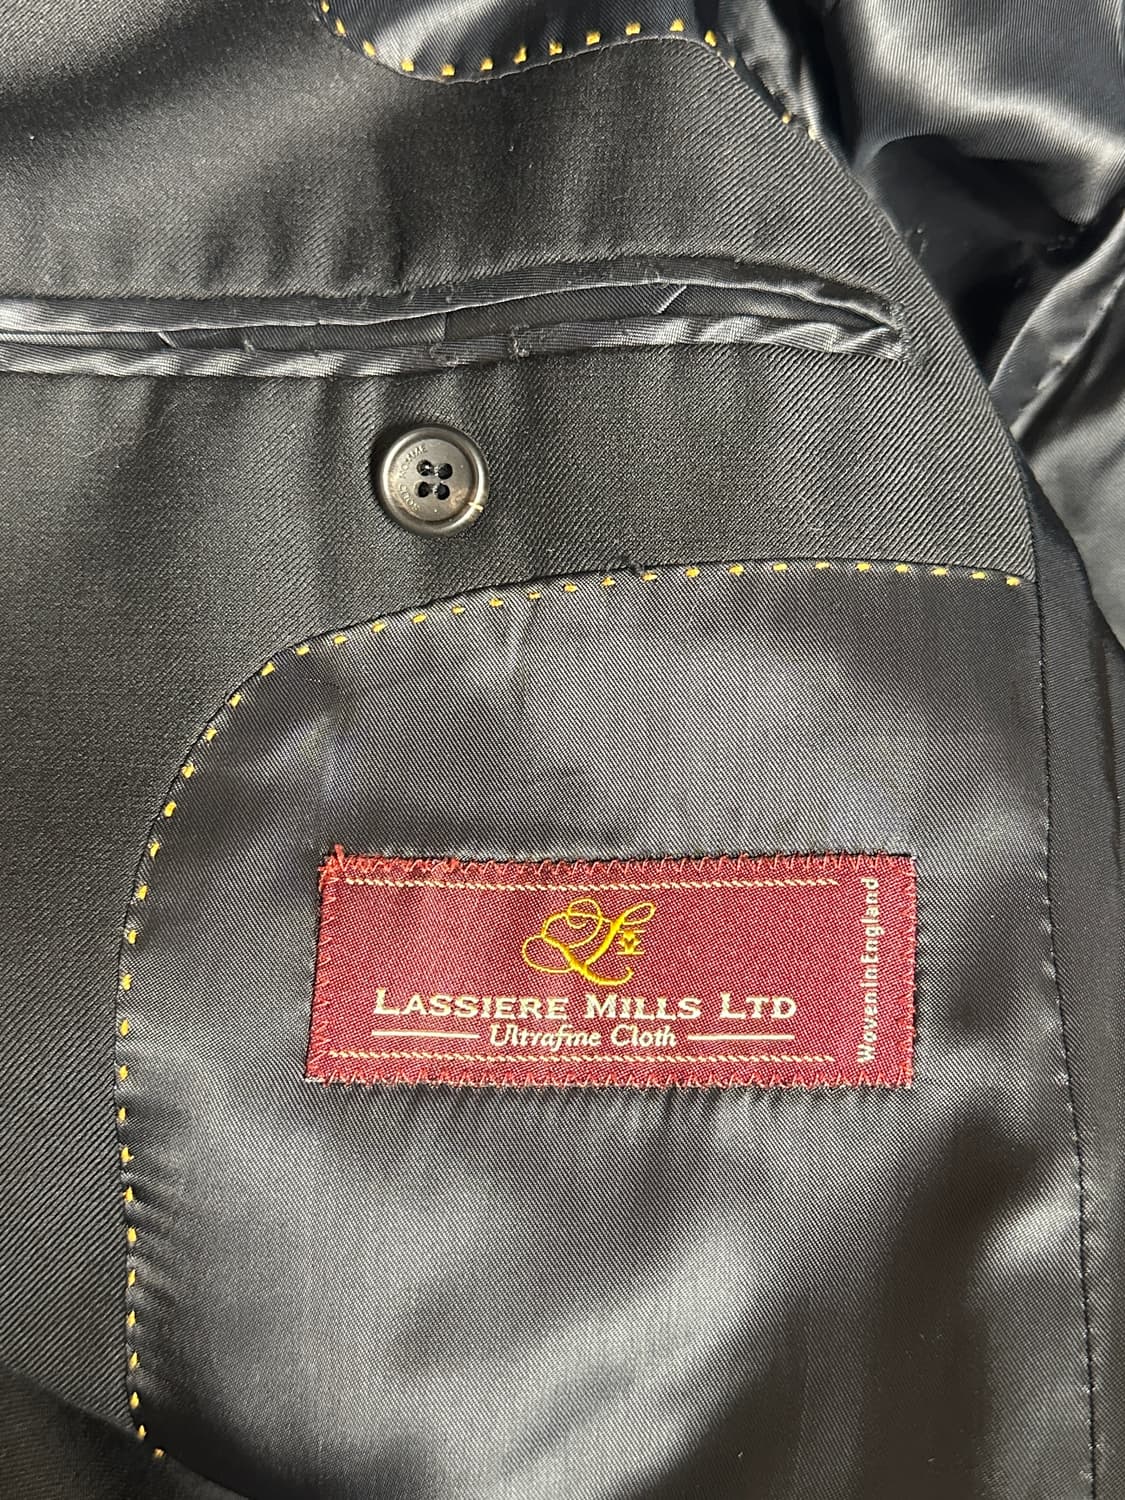 LASSIERE MILLS LTD
Ultrafine Cloth
Woven In England